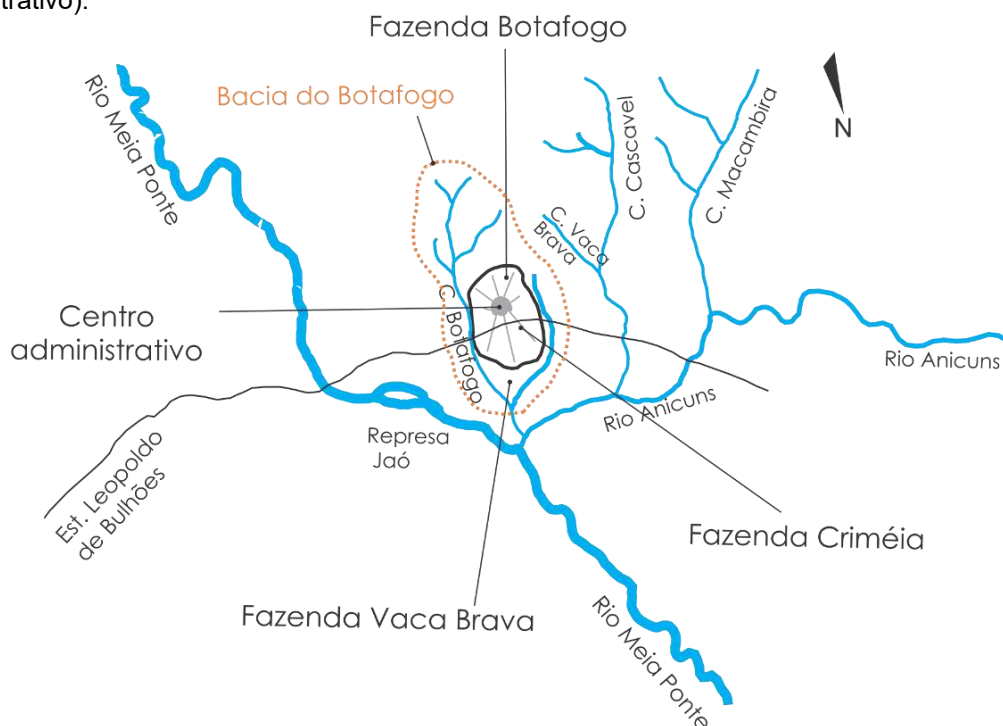 trativo).
Fazenda Botafogo
Bacia do Botafogo
Rio Meia Ponte
C. Cascavel
C. Macambira
N
C. Vaca
Brava
Centro
administrativo
C. Botafogo
Rio Anicuns
Rio Anicuns
Represa
Jaó
Est. Leopoldo
de Bulhões
Fazenda Criméia
Fazenda Vaca Brava
Rio Meia Ponte